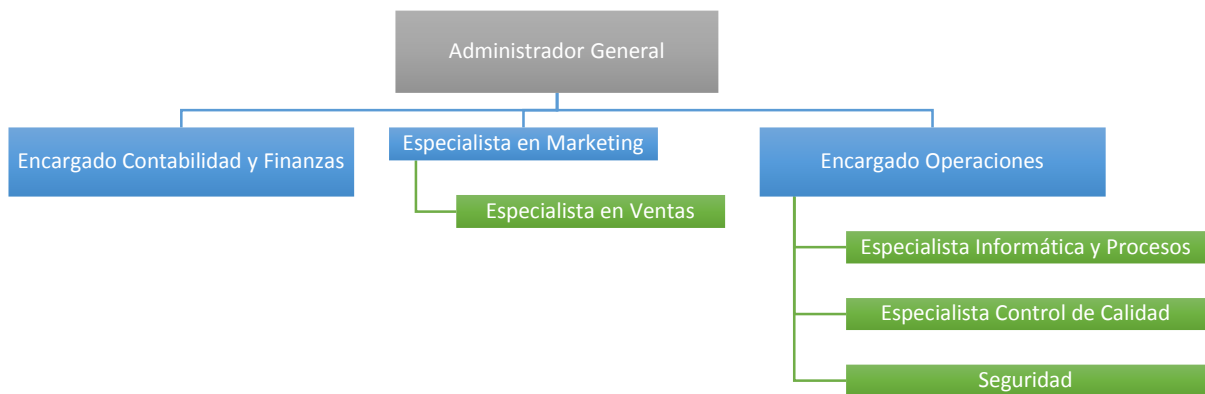 Administrador General
Encargado Contabilidad y Finanzas
Especialista en Marketing
Encargado Operaciones
Especialista en Ventas
Especialista Informática y Procesos
Especialista Control de Calidad
Seguridad